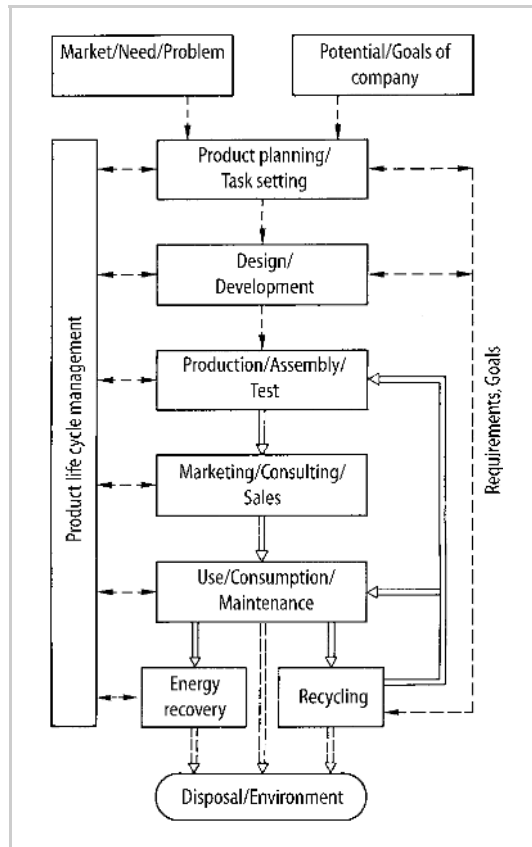 Market/Need/Problem
Potential/Goals of
company
Product planning/
Task setting
Design/
Development
Production/Assembly/
Test
Marketing/Consulting/
Sales
Use/Consumption/
Maintenance
Energy
recovery
Recycling
Disposal/Environment
Product life cycle management
Requirements, Goals